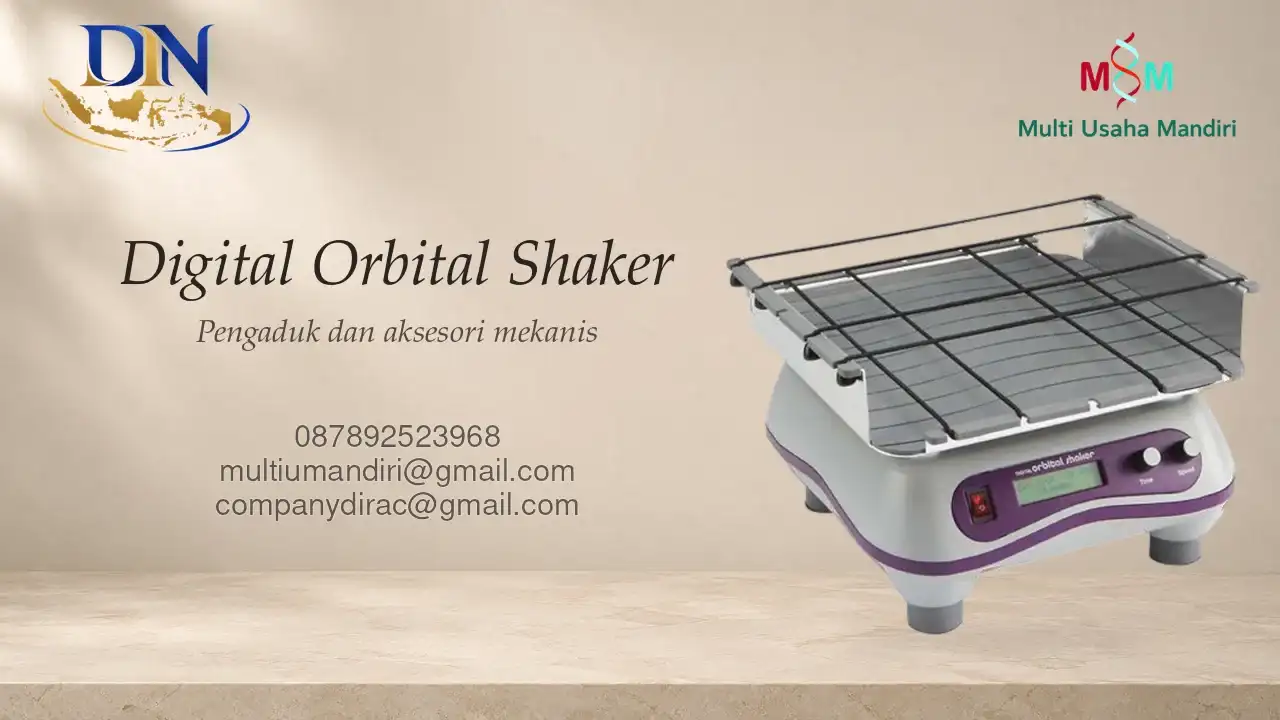 DN
MSM
Multi Usaha Mandiri
Digital Orbital Shaker
Pengaduk dan aksesori mekanis
087892523968
multiumandiri@gmail.com
companydirac@gmail.com
DIGITAL orbital shaker
Time
Speed